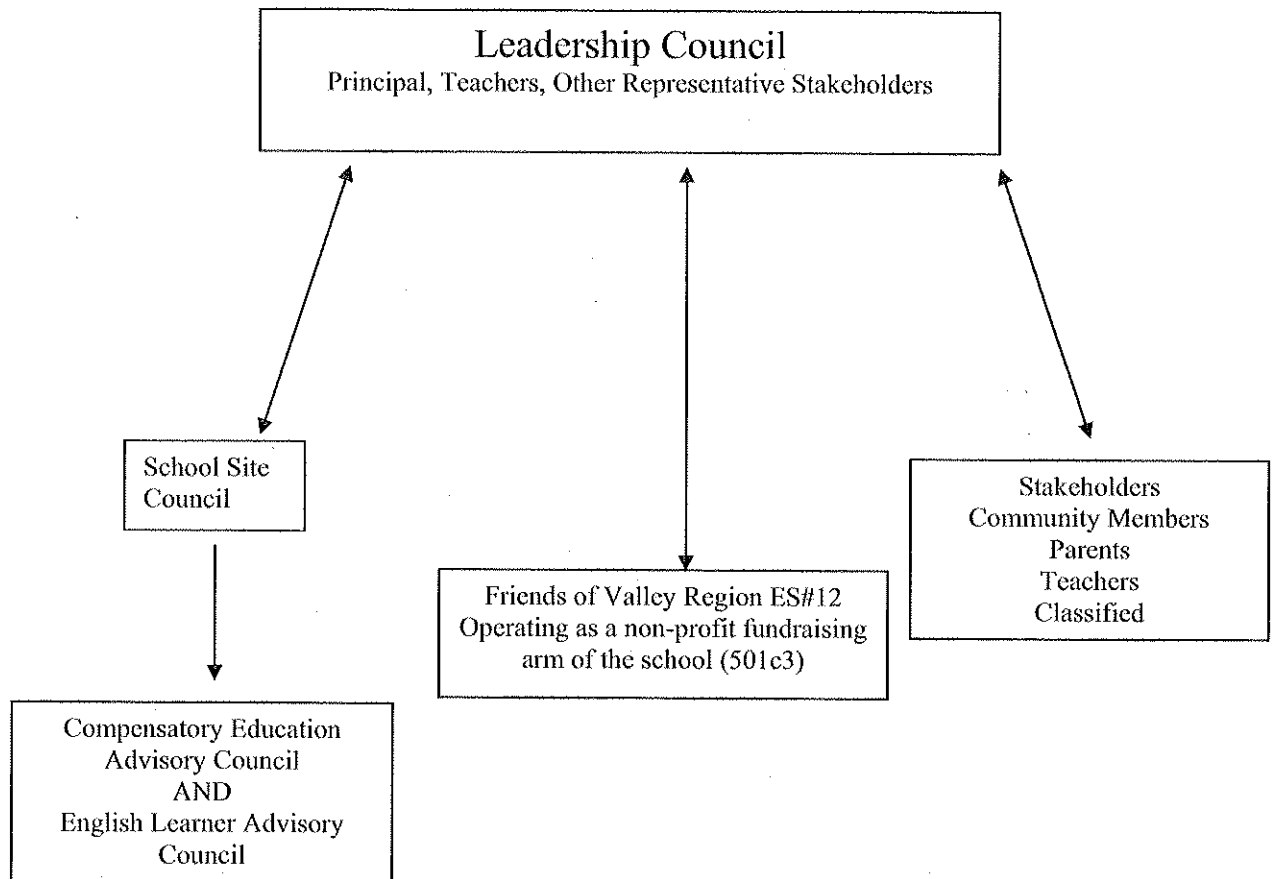 Leadership Council
Principal, Teachers, Other Representative Stakeholders
School Site
Council
Stakeholders
Community Members
Parents
Teachers
Classified
Friends of Valley Region ES#12
Operating as a non-profit fundraising
arm of the school (501c3)
Compensatory Education
Advisory Council
AND
English Learner Advisory
Council